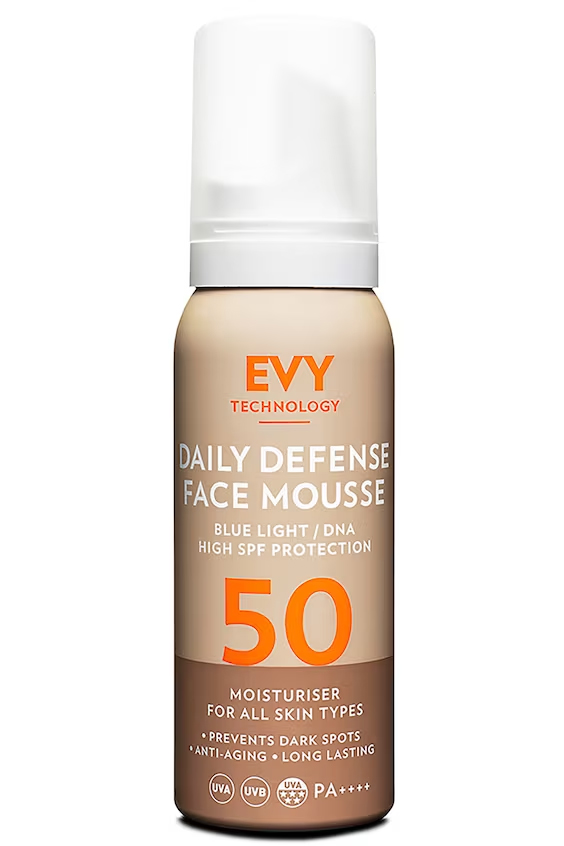 EVY
TECHNOLOGY
DAILY DEFENSE
FACE MOUSSE
BLUE LIGHT / DNA
HIGH SPF PROTECTION
50
MOISTURISER
FOR ALL SKIN TYPES
• PREVENTS DARK SPOTS
• ANTI-AGING • LONG LASTING
UVA UVB UVA PA++++